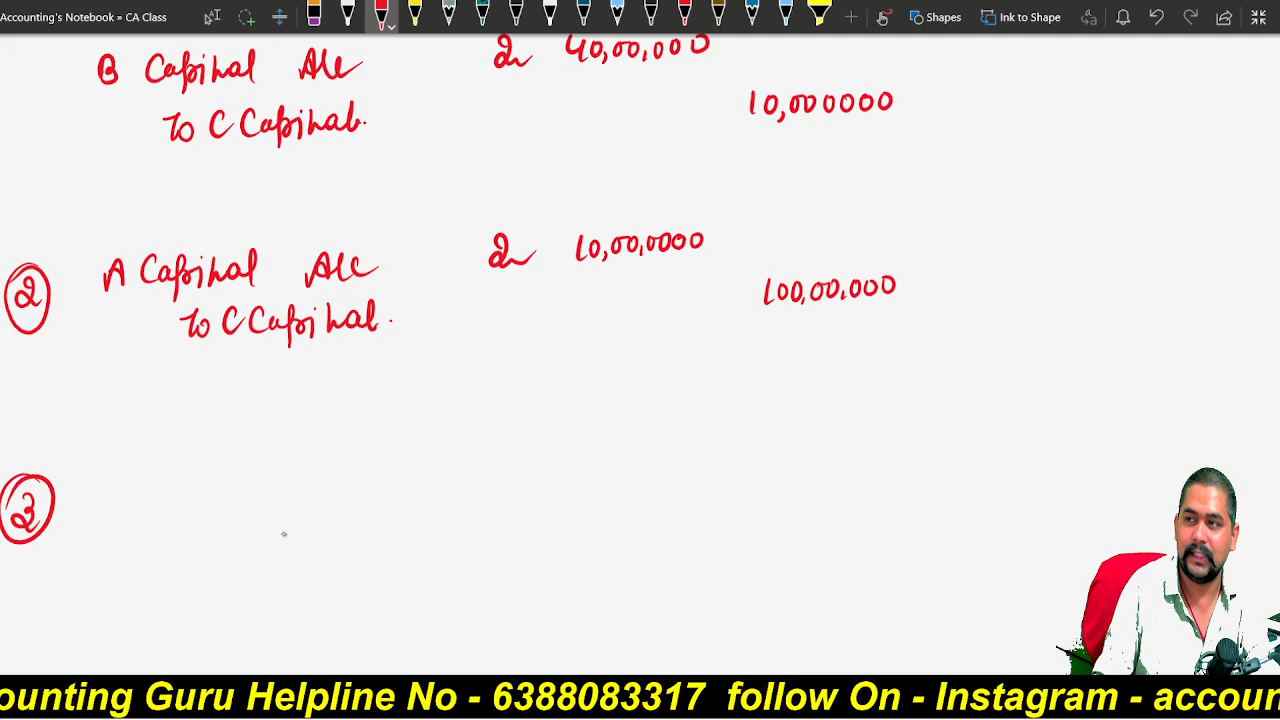 Accounting's Notebook » CA Class
Shapes
Ink to Shape
B Capital A/c Dr 40,00,000
To C Capital. 10,000000
② A Capital A/c Dr 10,00,0000
To C Capital. 100,00,000
③
ounting Guru Helpline No - 6388083317 follow On - Instagram - accoun